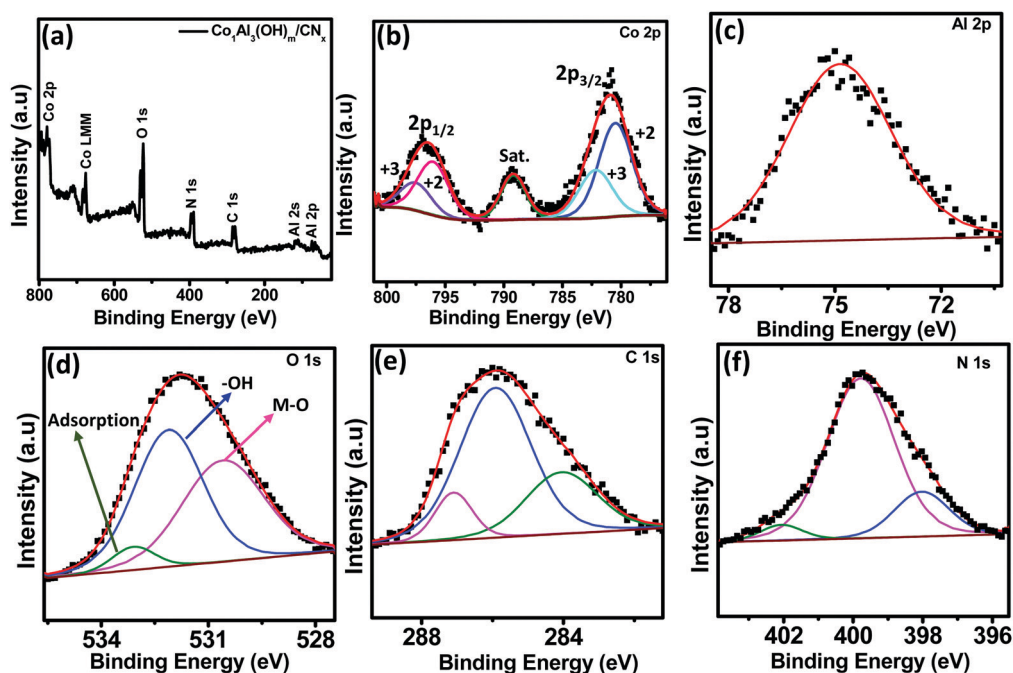 (a)
Co₁Al₃(OH)ₘ/CNₓ
Intensity (a.u)
Co 2p
Co LMM
O 1s
N 1s
C 1s
Al 2s
Al 2p
800 600 400 200
Binding Energy (eV)
(b)
Co 2p
Intensity (a.u)
2p₃/₂
2p₁/₂
Sat.
+3
+2
+3
+2
800 795 790 785 780
Binding Energy (eV)
(c)
Al 2p
Intensity (a.u)
78 75 72
Binding Energy (eV)
(d)
O 1s
Intensity (a.u)
-OH
M-O
Adsorption
534 531 528
Binding Energy (eV)
(e)
C 1s
Intensity (a.u)
288 284
Binding Energy (eV)
(f)
N 1s
Intensity (a.u)
402 400 398 396
Binding Energy (eV)